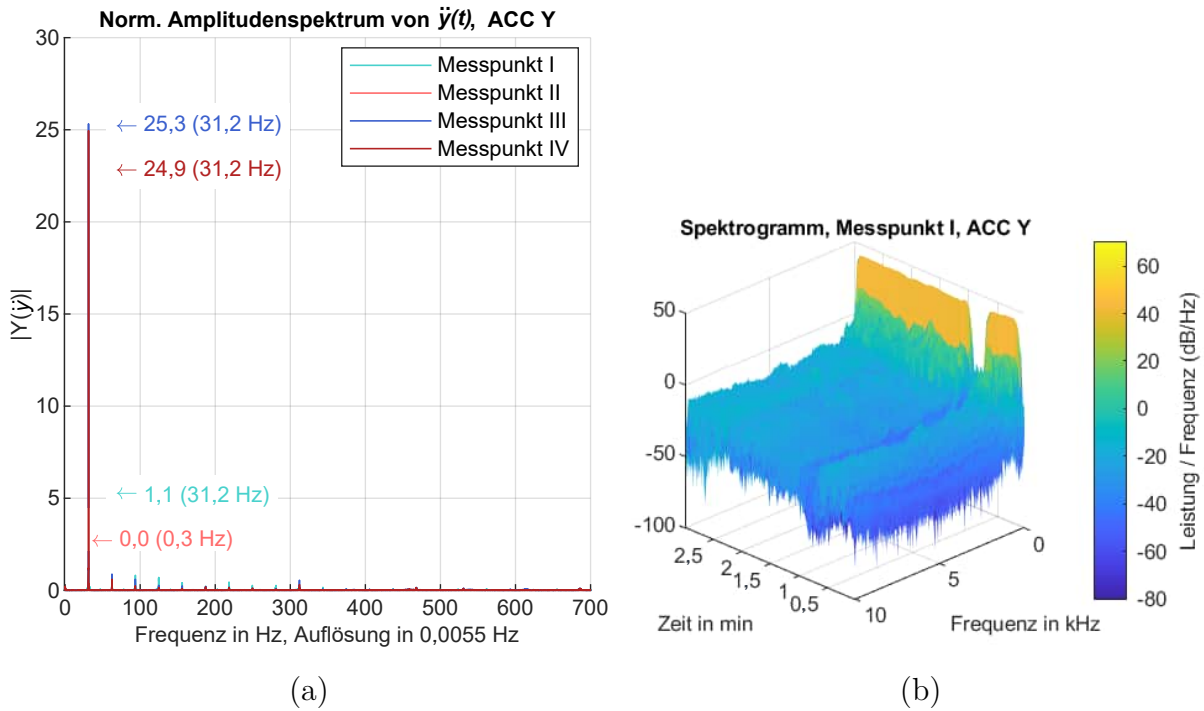 Norm. Amplitudenspektrum von ÿ(t), ACC Y
30
25
20
15
10
5
0
|Y(ÿ)|
Messpunkt I
Messpunkt II
Messpunkt III
Messpunkt IV
← 25,3 (31,2 Hz)
← 24,9 (31,2 Hz)
← 1,1 (31,2 Hz)
← 0,0 (0,3 Hz)
0 100 200 300 400 500 600 700
Frequenz in Hz, Auflösung in 0,0055 Hz
(a)
Spektrogramm, Messpunkt I, ACC Y
50
0
-50
-100
2,5
2
1,5
1
0,5
Zeit in min
10
5
0
Frequenz in kHz
60
40
20
0
-20
-40
-60
-80
Leistung / Frequenz (dB/Hz)
(b)